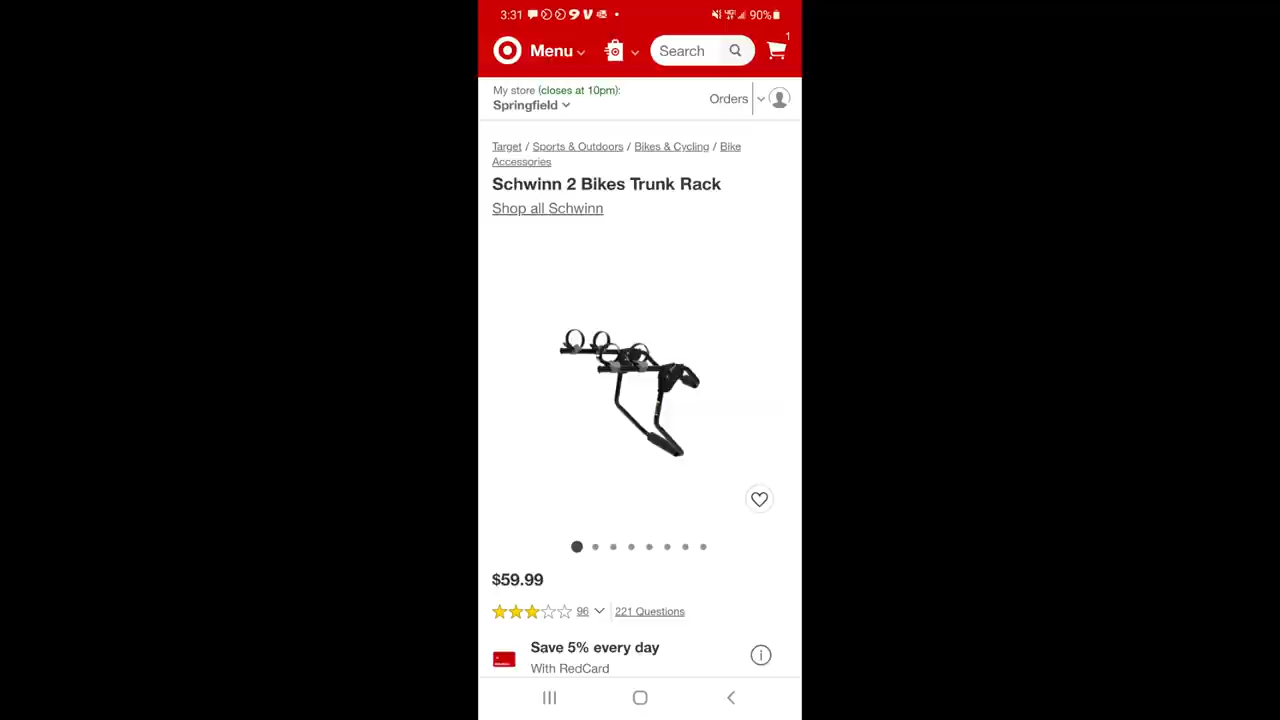 3:31 90%
Menu Search 1
My store (closes at 10pm):
Springfield
Orders
Target / Sports & Outdoors / Bikes & Cycling / Bike
Accessories
Schwinn 2 Bikes Trunk Rack
Shop all Schwinn
$59.99
96 221 Questions
Save 5% every day
With RedCard